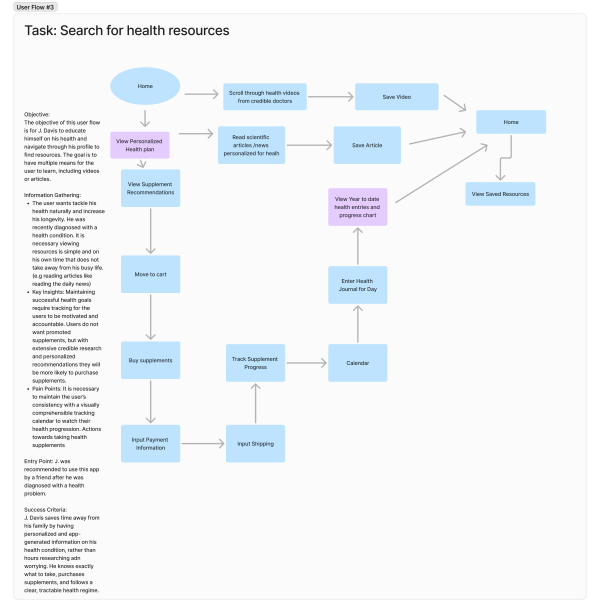 User Flow #3
Task: Search for health resources
Objective:
The objective of this user flow
is for J. Davis to educate
himself on his health and
navigate through his profile to
find resources. The goal is to
have multiple means for the
user to learn, including videos
or articles.
Information Gathering:
• The user wants tackle his
health naturally and increase
his longevity. He was
recently diagnosed with a
health condition. It is
necessary viewing
resources is simple and on
his own time that does not
take away from his busy life.
(e.g reading articles like
reading the daily news)
• Key Insights: Maintaining
successful health goals
require tracking for the
users to be motivated and
accountable. Users do not
want promoted
supplements, but with
extensive credible research
and personalized
recommendations they will
be more likely to purchase
supplements.
• Pain Points: It is necessary
to maintain the user's
consistency with a visually
comprehensible tracking
calendar to watch their
health progression. Actions
towards taking health
supplements
Entry Point: J. was
recommended to use this app
by a friend after he was
diagnosed with a health
problem.
Success Criteria:
J. Davis saves time away from
his family by having
personalized and app-
generated information on his
health condition, rather than
hours researching adn
worrying. He knows exactly
what to take, purchases
supplements, and follows a
clear, tractable health regime.
Home
Scroll through health videos
from credible doctors
Save Video
Home
View Personalized
Health plan
Read scientific
articles /news
personalized for healh
Save Article
View Saved Resources
View Supplement
Recommendations
View Year to date
health entries and
progress chart
Move to cart
Enter Health
Journal for Day
Buy supplements
Track Supplement
Progress
Calendar
Input Payment
Information
Input Shipping